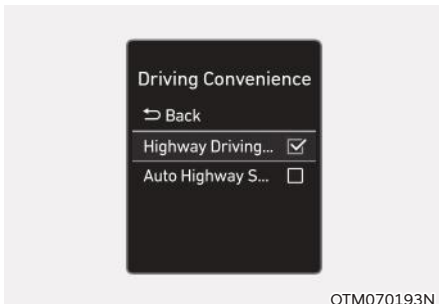 Driving Convenience
Back
Highway Driving...
Auto Highway S...
OTM070193N